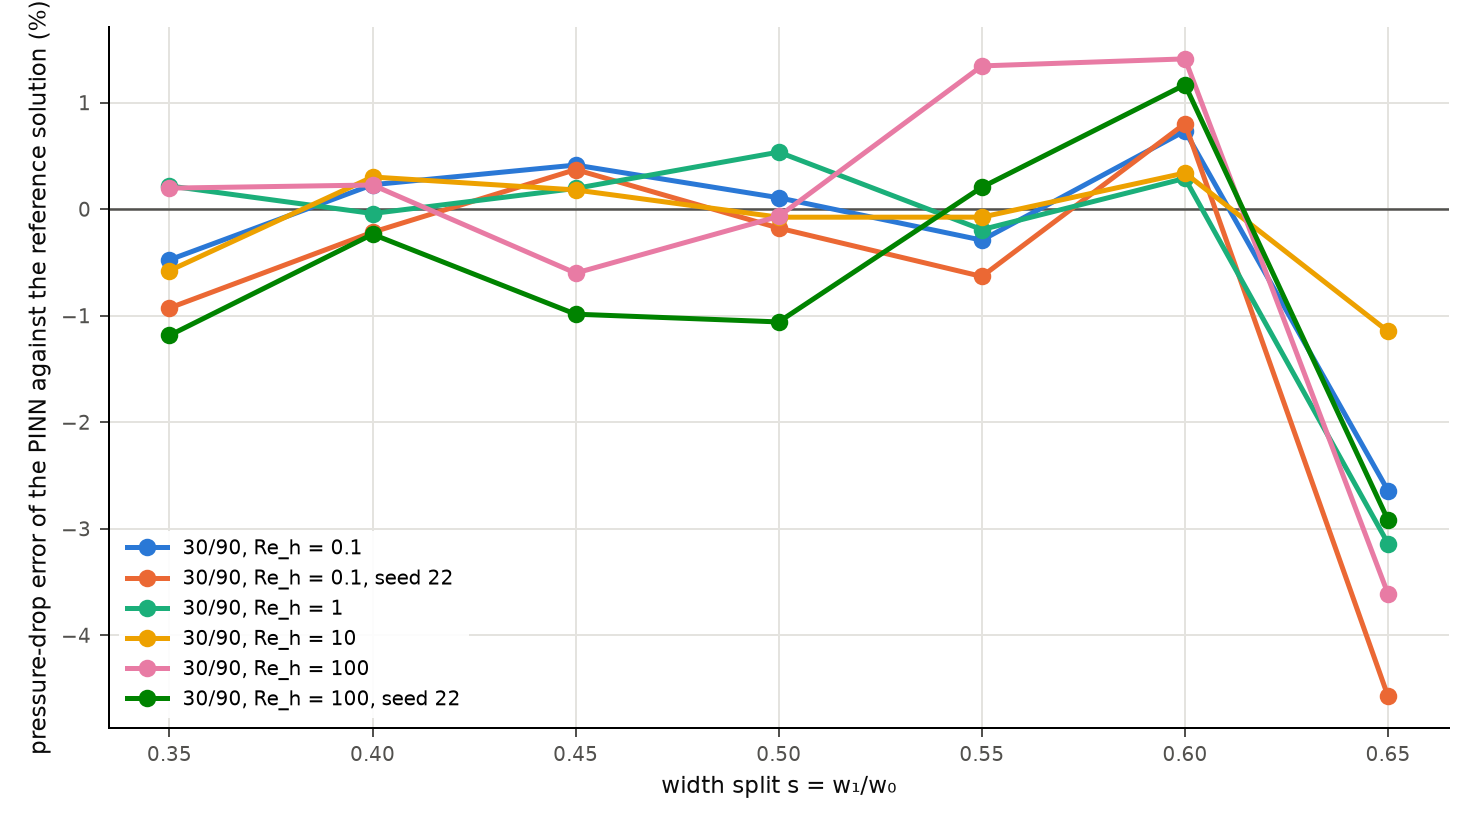 pressure-drop error of the PINN against the reference solution (%)
1
0
−1
−2
−3
−4
30/90, Re_h = 0.1
30/90, Re_h = 0.1, seed 22
30/90, Re_h = 1
30/90, Re_h = 10
30/90, Re_h = 100
30/90, Re_h = 100, seed 22
0.35 0.40 0.45 0.50 0.55 0.60 0.65
width split s = w₁/w₀